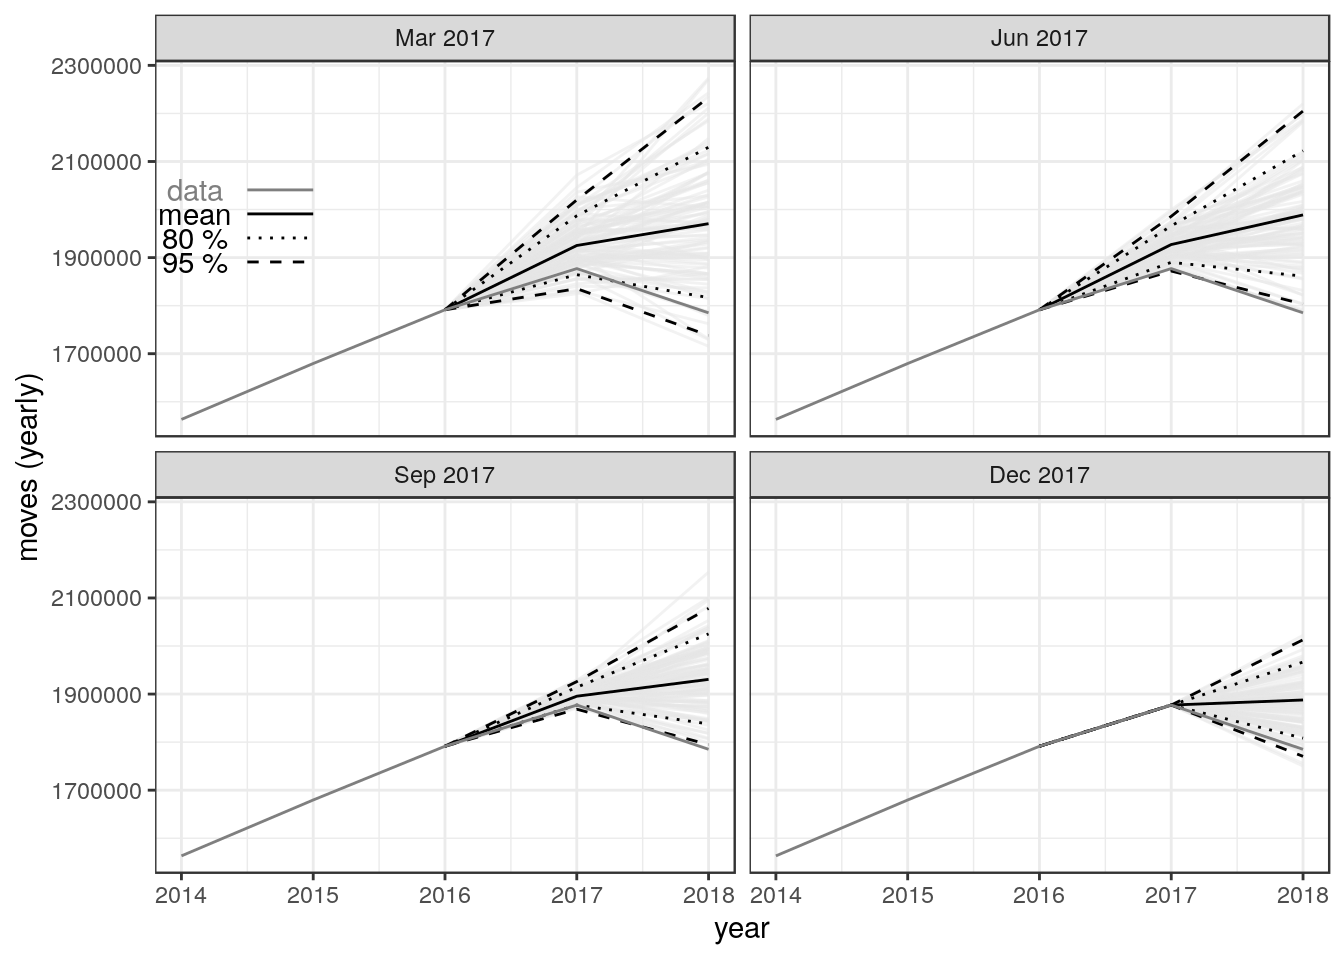 Mar 2017
Jun 2017
2300000
2100000
1900000
1700000
data
mean
80 %
95 %
moves (yearly)
Sep 2017
Dec 2017
2300000
2100000
1900000
1700000
2014 2015 2016 2017 2018 2014 2015 2016 2017 2018
year